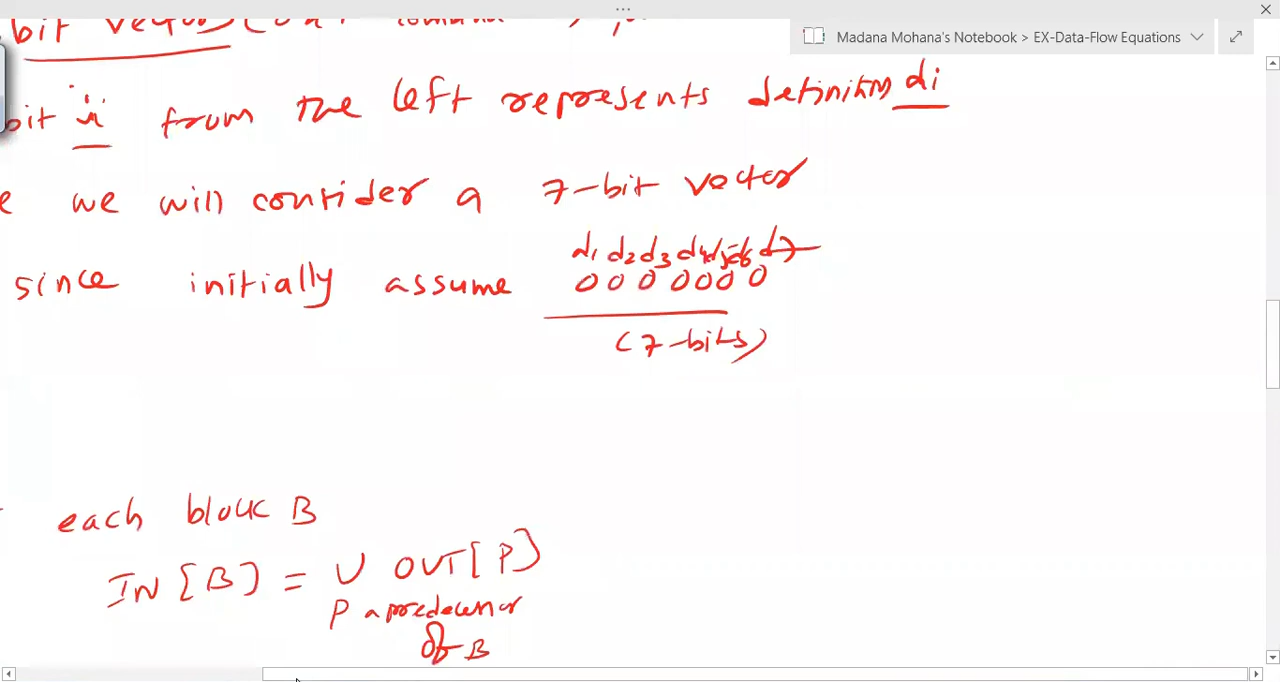 Madana Mohana's Notebook > EX-Data-Flow Equations
bit vectors
bit i from the left represents definition di
we will consider a 7-bit vector
d1 d2 d3 d4 d5 d6 d7
since initially assume 0 0 0 0 0 0 0
(7-bits)
each block B
IN [B] = U OUT[P]
P a predecessor
of B